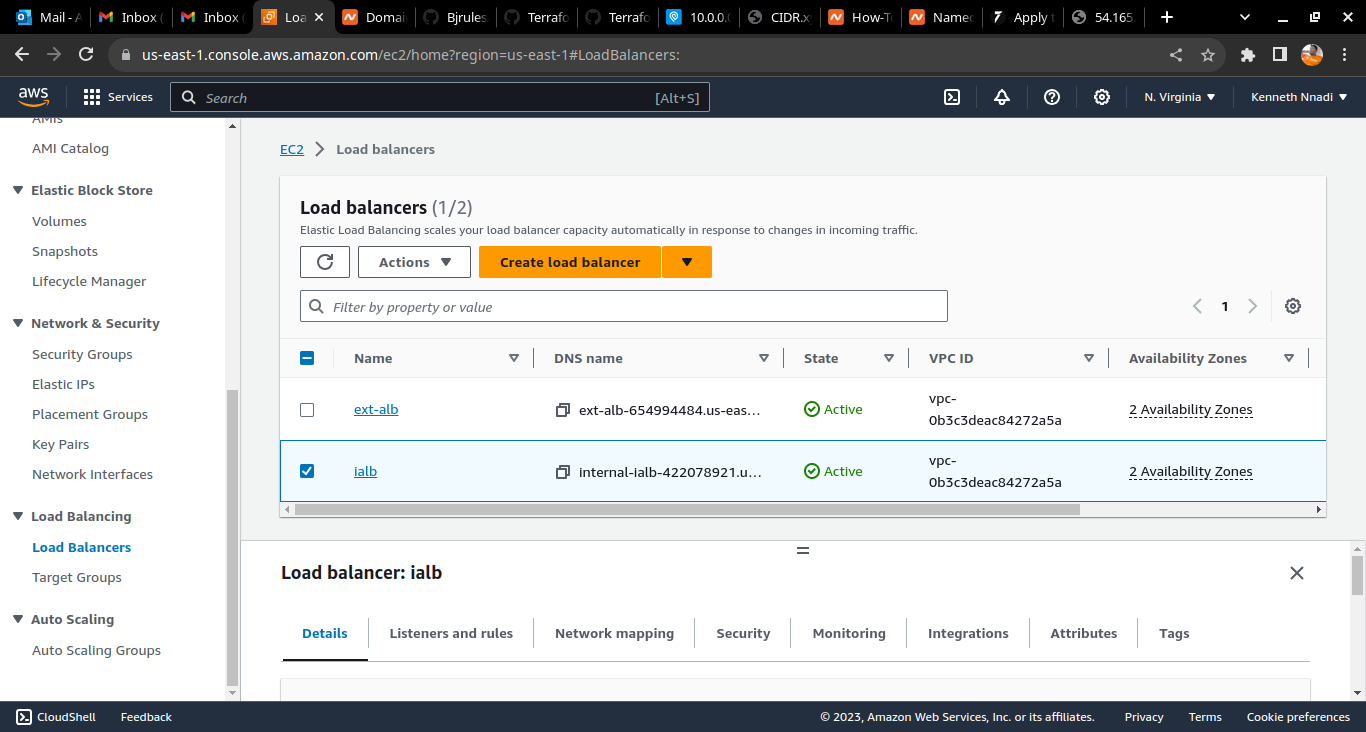 Mail - A
Inbox (
Inbox (
Loa
Domai
Bjrules
Terrafo
Terrafo
10.0.0.
CIDR.x
How-T
Named
Apply t
54.165.
us-east-1.console.aws.amazon.com/ec2/home?region=us-east-1#LoadBalancers:
aws
Services
Search
[Alt+S]
N. Virginia
Kenneth Nnadi
AMIs
AMI Catalog
Elastic Block Store
Volumes
Snapshots
Lifecycle Manager
Network & Security
Security Groups
Elastic IPs
Placement Groups
Key Pairs
Network Interfaces
Load Balancing
Load Balancers
Target Groups
Auto Scaling
Auto Scaling Groups
EC2
Load balancers
Load balancers (1/2)
Elastic Load Balancing scales your load balancer capacity automatically in response to changes in incoming traffic.
Actions
Create load balancer
Filter by property or value
1
Name
DNS name
State
VPC ID
Availability Zones
ext-alb
ext-alb-654994484.us-eas...
Active
vpc-
0b3c3deac84272a5a
2 Availability Zones
ialb
internal-ialb-422078921.u...
Active
vpc-
0b3c3deac84272a5a
2 Availability Zones
Load balancer: ialb
Details
Listeners and rules
Network mapping
Security
Monitoring
Integrations
Attributes
Tags
CloudShell
Feedback
© 2023, Amazon Web Services, Inc. or its affiliates.
Privacy
Terms
Cookie preferences